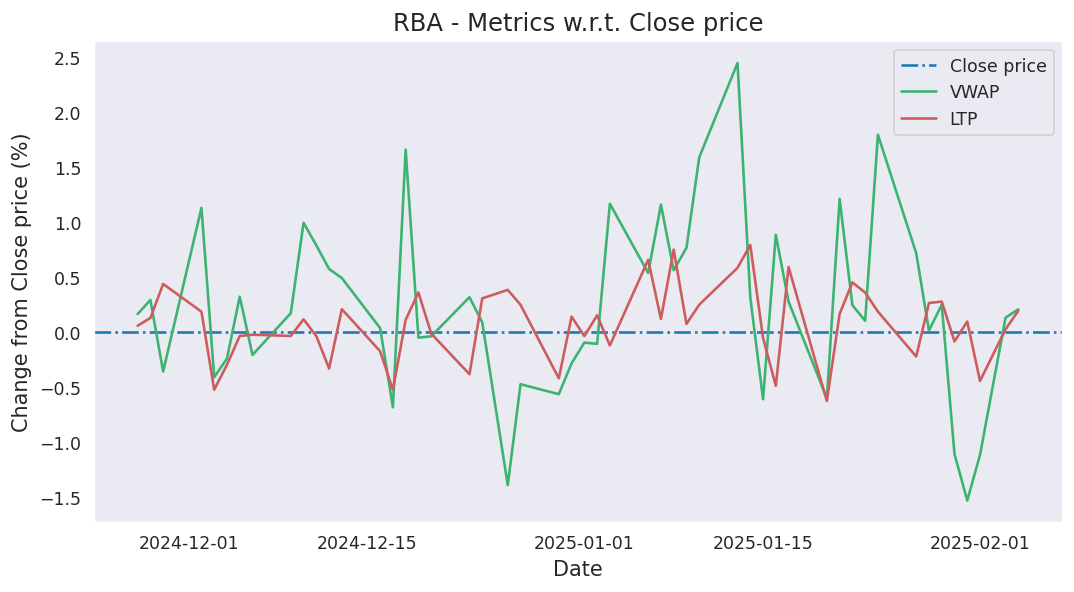 RBA - Metrics w.r.t. Close price
Change from Close price (%)
2.5
2.0
1.5
1.0
0.5
0.0
−0.5
−1.0
−1.5
Close price
VWAP
LTP
2024-12-01
2024-12-15
2025-01-01
2025-01-15
2025-02-01
Date